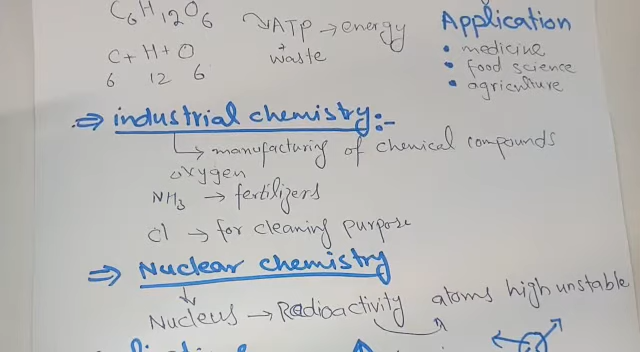 C6H12O6
ATP → energy
+
waste
C + H + O
6 12 6
Application
• medicine
• food science
• agriculture
⇒ industrial chemistry:-
↳ manufacturing of chemical compounds
oxygen
NH3 → fertilizers
Cl → for cleaning purpose
⇒ Nuclear chemistry
↓
Nucleus → Radioactivity atoms high unstable